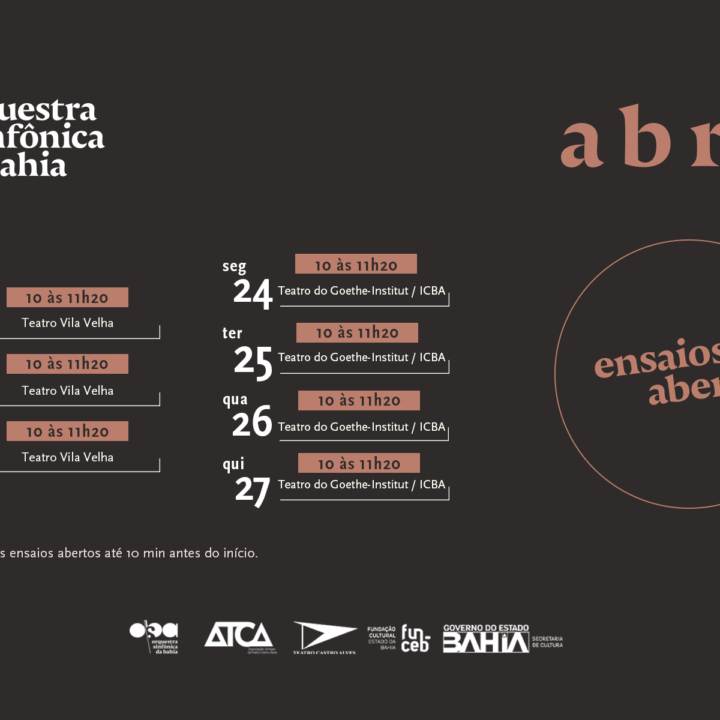 uestra
nfônica
ahia
abr
10 às 11h20
Teatro Vila Velha
10 às 11h20
Teatro Vila Velha
10 às 11h20
Teatro Vila Velha
seg
24
10 às 11h20
Teatro do Goethe-Institut / ICBA
ter
25
10 às 11h20
Teatro do Goethe-Institut / ICBA
qua
26
10 às 11h20
Teatro do Goethe-Institut / ICBA
qui
27
10 às 11h20
Teatro do Goethe-Institut / ICBA
ensaios
aber
s ensaios abertos até 10 min antes do início.
orquestra
sinfônica
da bahia
ATCA
TEATRO CASTRO ALVES
FUNDAÇÃO
CULTURAL
ESTADO DA
BAHIA
fun-
ceb
GOVERNO DO ESTADO
BAHIA
SECRETARIA
DE CULTURA